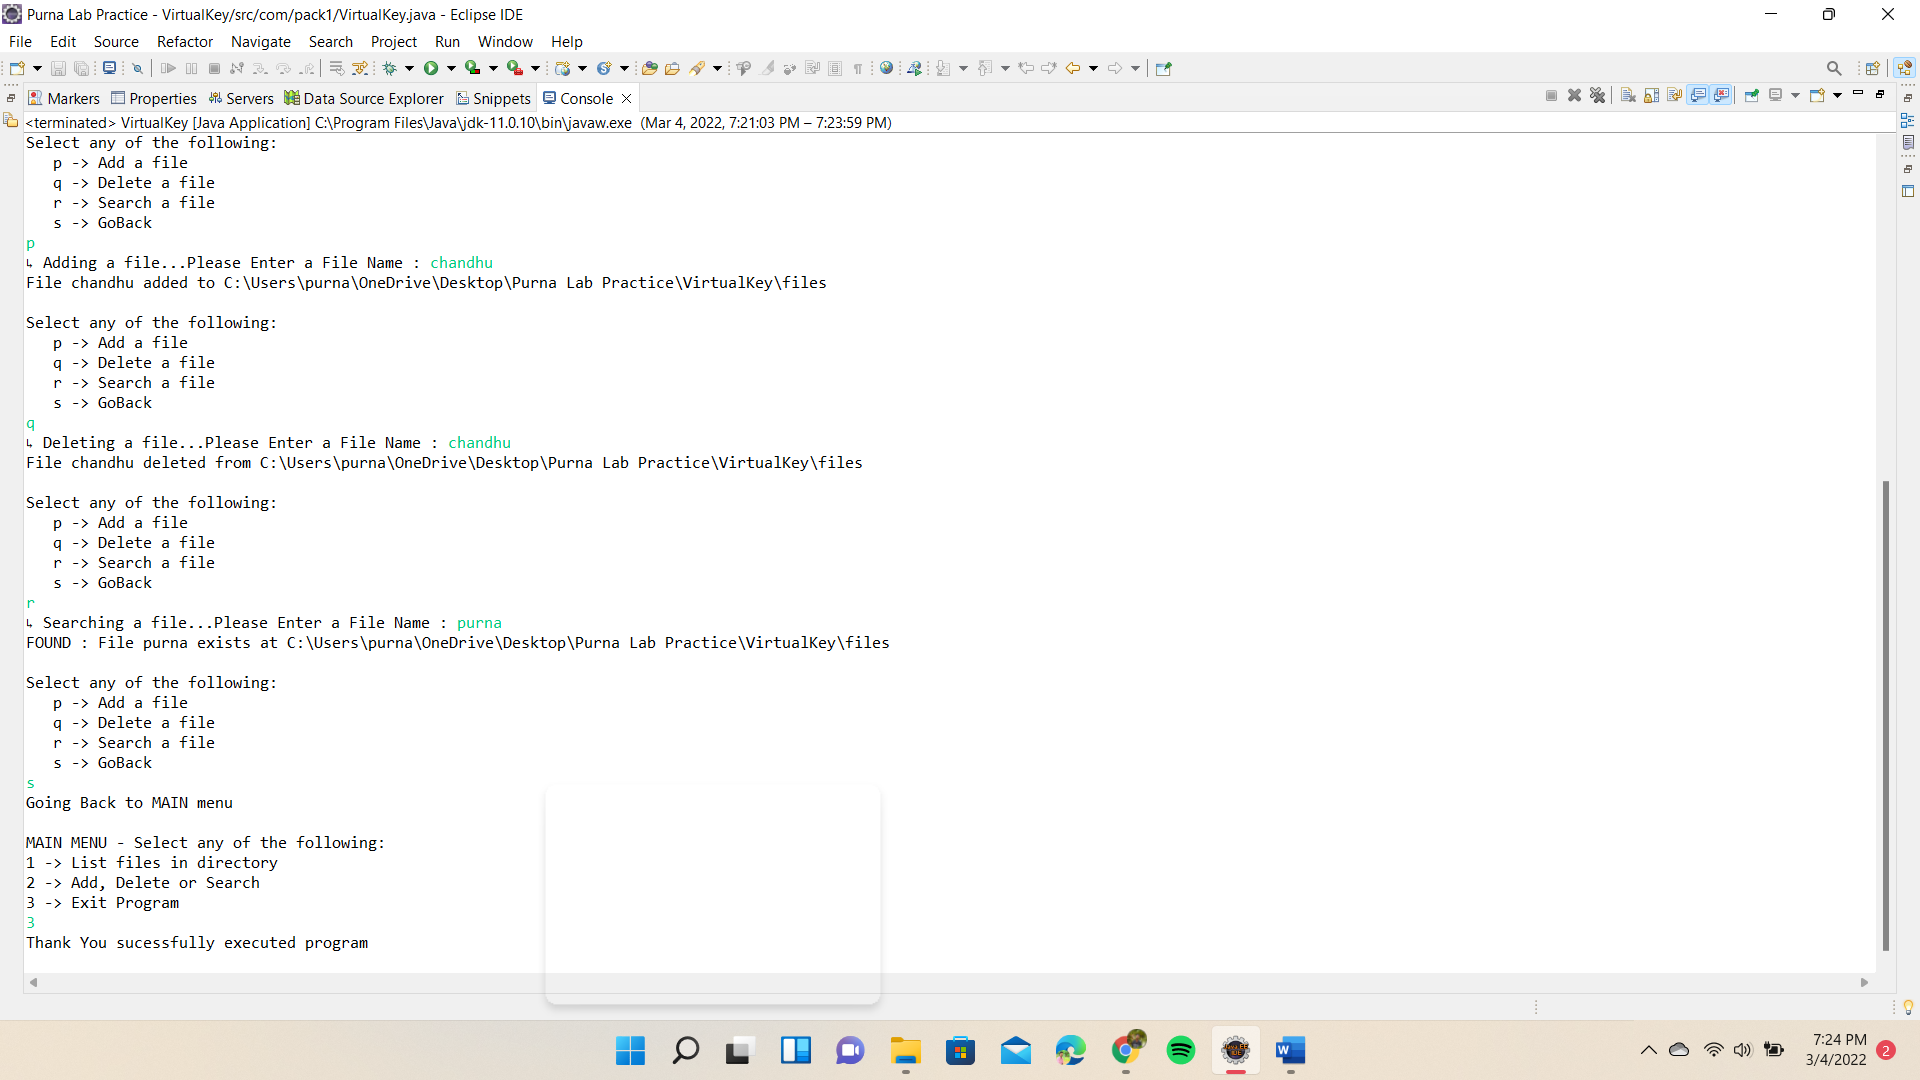 Purna Lab Practice - VirtualKey/src/com/pack1/VirtualKey.java - Eclipse IDE
File Edit Source Refactor Navigate Search Project Run Window Help
Markers Properties Servers Data Source Explorer Snippets Console
<terminated> VirtualKey [Java Application] C:\Program Files\Java\jdk-11.0.10\bin\javaw.exe (Mar 4, 2022, 7:21:03 PM – 7:23:59 PM)
Select any of the following:
p -> Add a file
q -> Delete a file
r -> Search a file
s -> GoBack
p
↳ Adding a file...Please Enter a File Name : chandhu
File chandhu added to C:\Users\purna\OneDrive\Desktop\Purna Lab Practice\VirtualKey\files
Select any of the following:
p -> Add a file
q -> Delete a file
r -> Search a file
s -> GoBack
q
↳ Deleting a file...Please Enter a File Name : chandhu
File chandhu deleted from C:\Users\purna\OneDrive\Desktop\Purna Lab Practice\VirtualKey\files
Select any of the following:
p -> Add a file
q -> Delete a file
r -> Search a file
s -> GoBack
r
↳ Searching a file...Please Enter a File Name : purna
FOUND : File purna exists at C:\Users\purna\OneDrive\Desktop\Purna Lab Practice\VirtualKey\files
Select any of the following:
p -> Add a file
q -> Delete a file
r -> Search a file
s -> GoBack
s
Going Back to MAIN menu
MAIN MENU - Select any of the following:
1 -> List files in directory
2 -> Add, Delete or Search
3 -> Exit Program
3
Thank You sucessfully executed program
7:24 PM
3/4/2022
2